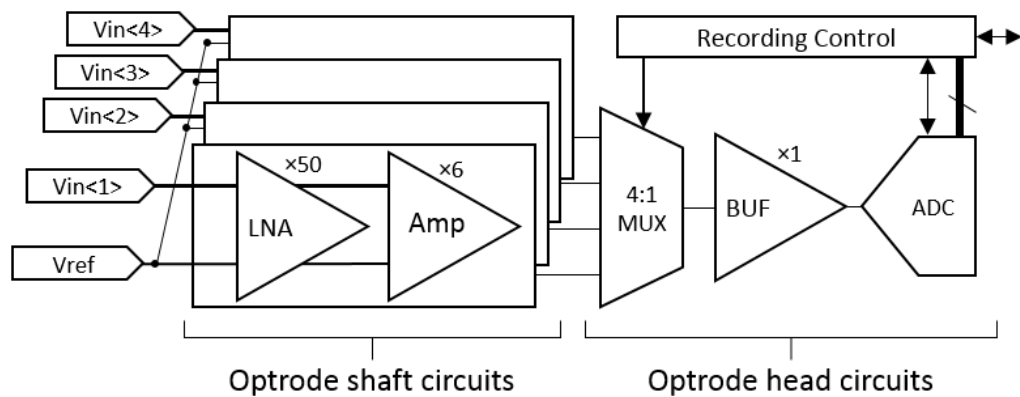 Vin<4>
Recording Control
Vin<3>
Vin<2>
Vin<1>
Vref
×50
LNA
×6
Amp
4:1
MUX
×1
BUF
ADC
Optrode shaft circuits
Optrode head circuits